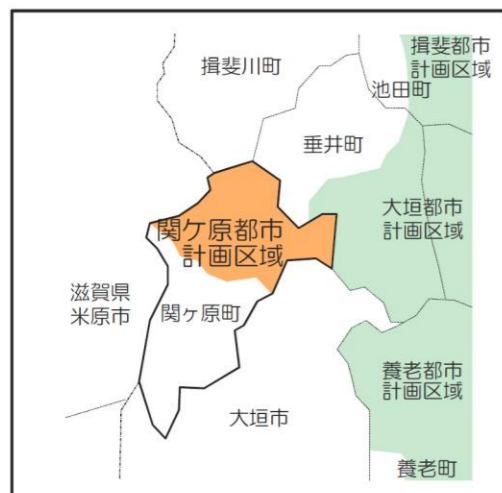 揖斐川町
揖斐都市
計画区域
池田町
垂井町
大垣都市
計画区域
関ケ原都市
計画区域
滋賀県
米原市
関ヶ原町
養老都市
計画区域
大垣市
養老町